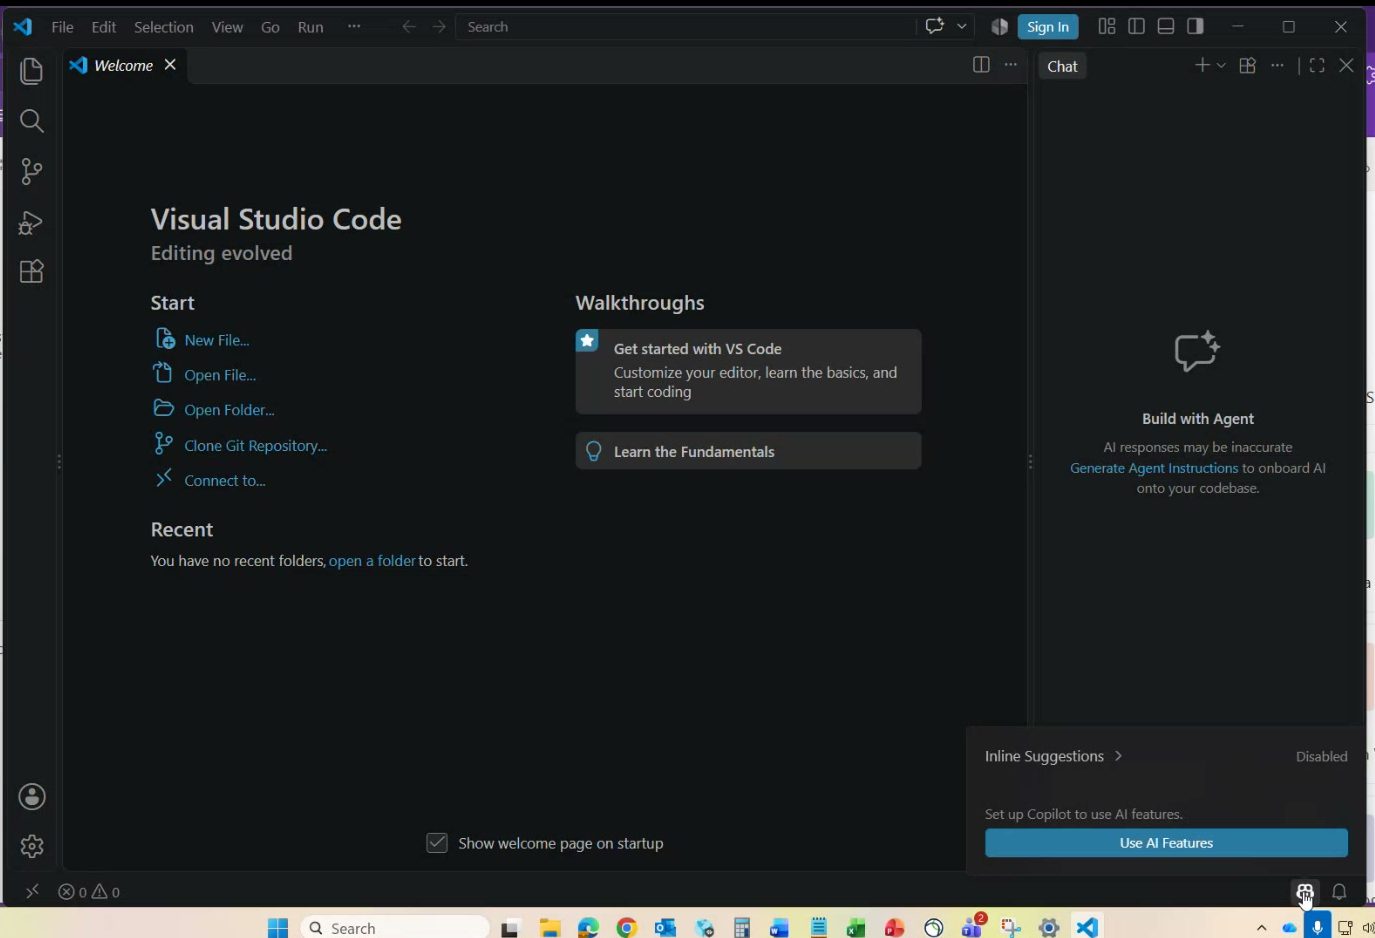 File Edit Selection View Go Run ··· Search Sign In
Welcome
Chat
Visual Studio Code
Editing evolved
Start
New File...
Open File...
Open Folder...
Clone Git Repository...
Connect to...
Recent
You have no recent folders, open a folder to start.
Walkthroughs
Get started with VS Code
Customize your editor, learn the basics, and
start coding
Learn the Fundamentals
Build with Agent
AI responses may be inaccurate
Generate Agent Instructions to onboard AI
onto your codebase.
Inline Suggestions > Disabled
Set up Copilot to use AI features.
Use AI Features
Show welcome page on startup
0 0
Search
2